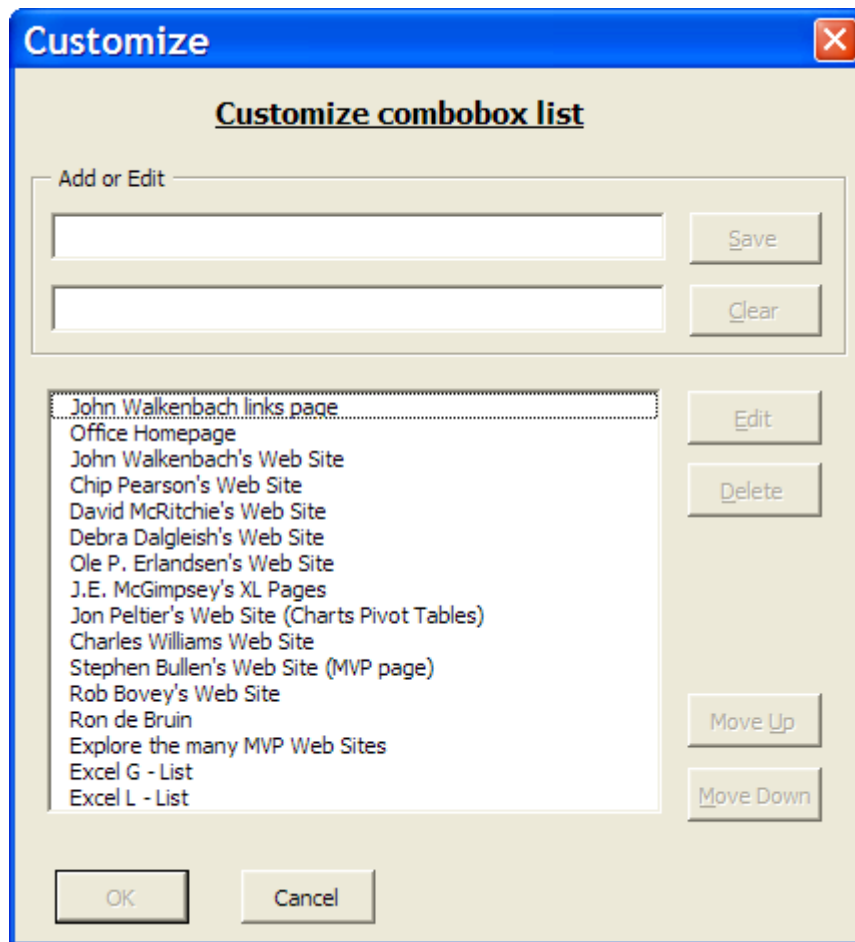 Customize
Customize combobox list
Add or Edit
Save
Clear
John Walkenbach links page
Office Homepage
John Walkenbach's Web Site
Chip Pearson's Web Site
David McRitchie's Web Site
Debra Dalgleish's Web Site
Ole P. Erlandsen's Web Site
J.E. McGimpsey's XL Pages
Jon Peltier's Web Site (Charts Pivot Tables)
Charles Williams Web Site
Stephen Bullen's Web Site (MVP page)
Rob Bovey's Web Site
Ron de Bruin
Explore the many MVP Web Sites
Excel G - List
Excel L - List
Edit
Delete
Move Up
Move Down
OK
Cancel